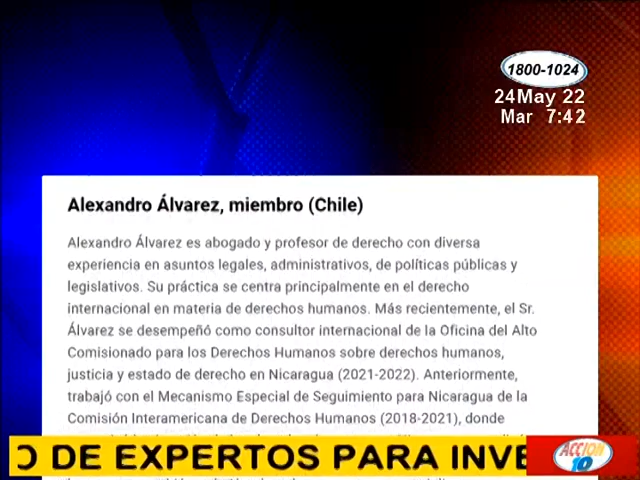 1800-1024
24May 22
Mar 7:42
Alexandro Álvarez, miembro (Chile)
Alexandro Álvarez es abogado y profesor de derecho con diversa
experiencia en asuntos legales, administrativos, de políticas públicas y
legislativos. Su práctica se centra principalmente en el derecho
internacional en materia de derechos humanos. Más recientemente, el Sr.
Álvarez se desempeñó como consultor internacional de la Oficina del Alto
Comisionado para los Derechos Humanos sobre derechos humanos,
justicia y estado de derecho en Nicaragua (2021-2022). Anteriormente,
trabajó con el Mecanismo Especial de Seguimiento para Nicaragua de la
Comisión Interamericana de Derechos Humanos (2018-2021), donde
O DE EXPERTOS PARA INVE
ACCION
10